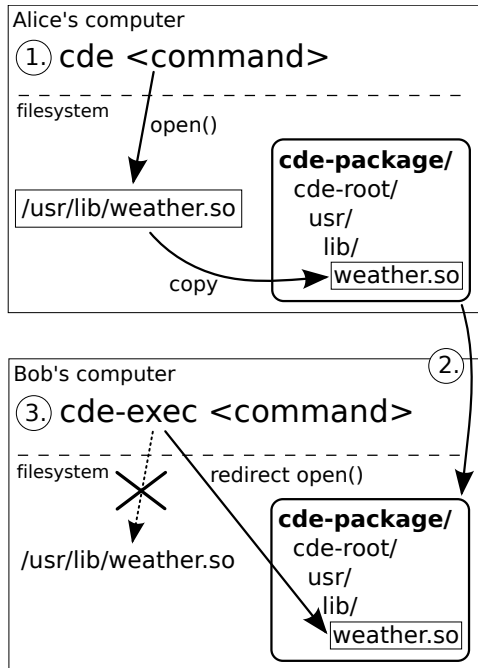 Alice's computer
1. cde <command>
filesystem
open()
/usr/lib/weather.so
copy
cde-package/
cde-root/
usr/
lib/
weather.so
2.
Bob's computer
3. cde-exec <command>
filesystem
redirect open()
/usr/lib/weather.so
cde-package/
cde-root/
usr/
lib/
weather.so